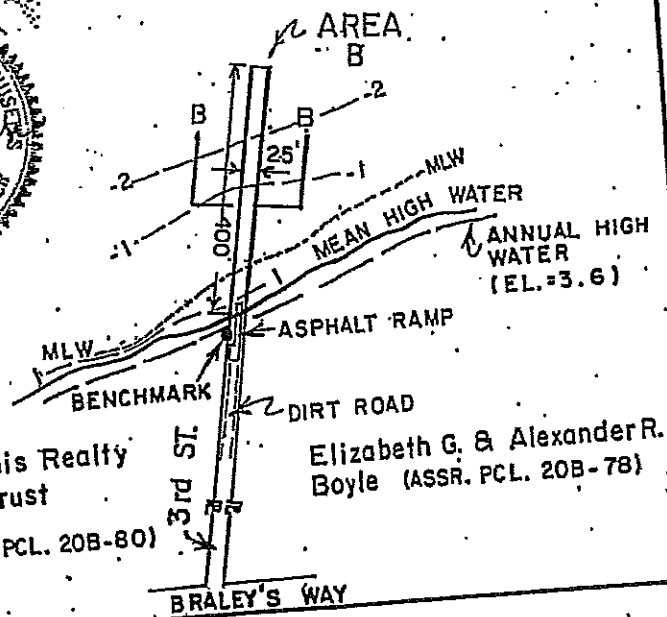 AREA
B
B
B
-2
-2
25'
-1
-1
MLW
100
MEAN HIGH WATER
ANNUAL HIGH
WATER
(EL.=3.6)
1
ASPHALT RAMP
MLW
BENCHMARK
DIRT ROAD
3rd ST.
is Realty
rust
PCL. 20B-80)
Elizabeth G. & Alexander R.
Boyle (ASSR. PCL. 20B-78)
BRALEY'S WAY